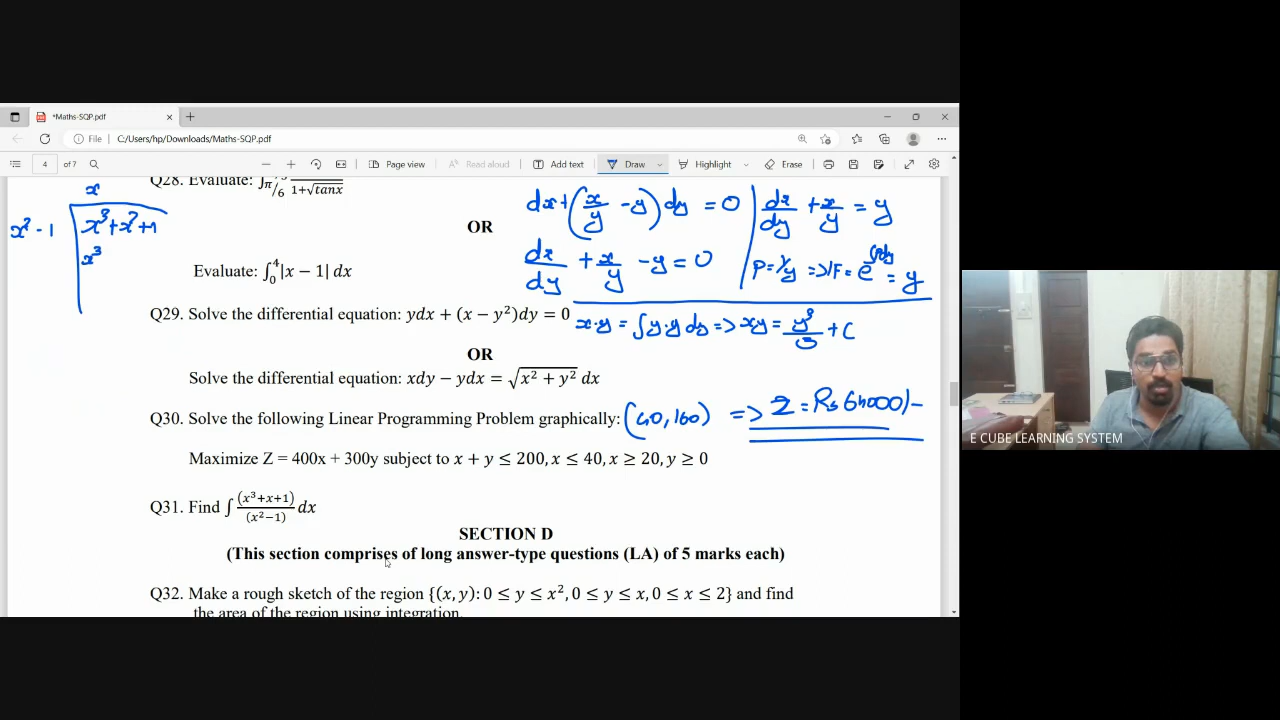 *Maths-SQP.pdf
File | C:/Users/hp/Downloads/Maths-SQP.pdf
4 of 7
Page view | Read aloud | Add text | Draw | Highlight | Erase
Q28. Evaluate: ∫π/6 1+√tanx
OR
Evaluate: ∫₀⁴|x − 1| dx
Q29. Solve the differential equation: ydx + (x − y²)dy = 0
OR
Solve the differential equation: xdy − ydx = √(x² + y²) dx
Q30. Solve the following Linear Programming Problem graphically:
Maximize Z = 400x + 300y subject to x + y ≤ 200, x ≤ 40, x ≥ 20, y ≥ 0
Q31. Find ∫ (x³+x+1)/(x²−1) dx
SECTION D
(This section comprises of long answer-type questions (LA) of 5 marks each)
Q32. Make a rough sketch of the region {(x, y): 0 ≤ y ≤ x², 0 ≤ y ≤ x, 0 ≤ x ≤ 2} and find
the area of the region using integration.
x
x² - 1 x³+x²+1
x³
dx + (x/y - y) dy = 0
dx/dy + x/y - y = 0
dx/dy + x/y = y
P = 1/y => IF = e^∫Pdy = y
x·y = ∫y·y dy => xy = y³/3 + C
(40, 160) => Z = Rs 64000/-
E CUBE LEARNING SYSTEM